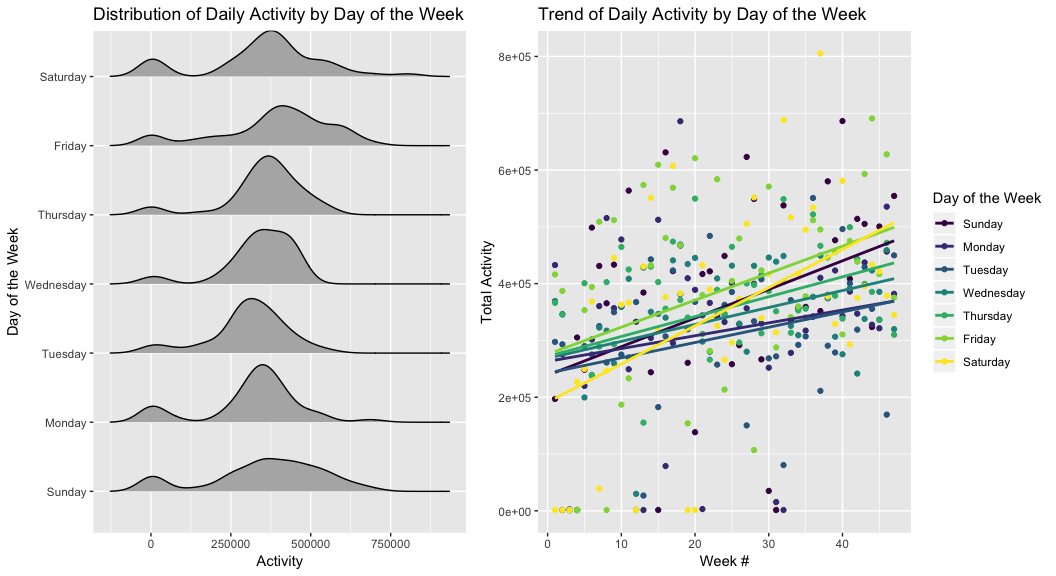 Distribution of Daily Activity by Day of the Week
Day of the Week
Saturday
Friday
Thursday
Wednesday
Tuesday
Monday
Sunday
0 250000 500000 750000
Activity
Trend of Daily Activity by Day of the Week
Total Activity
8e+05
6e+05
4e+05
2e+05
0e+00
0 10 20 30 40
Week #
Day of the Week
Sunday
Monday
Tuesday
Wednesday
Thursday
Friday
Saturday